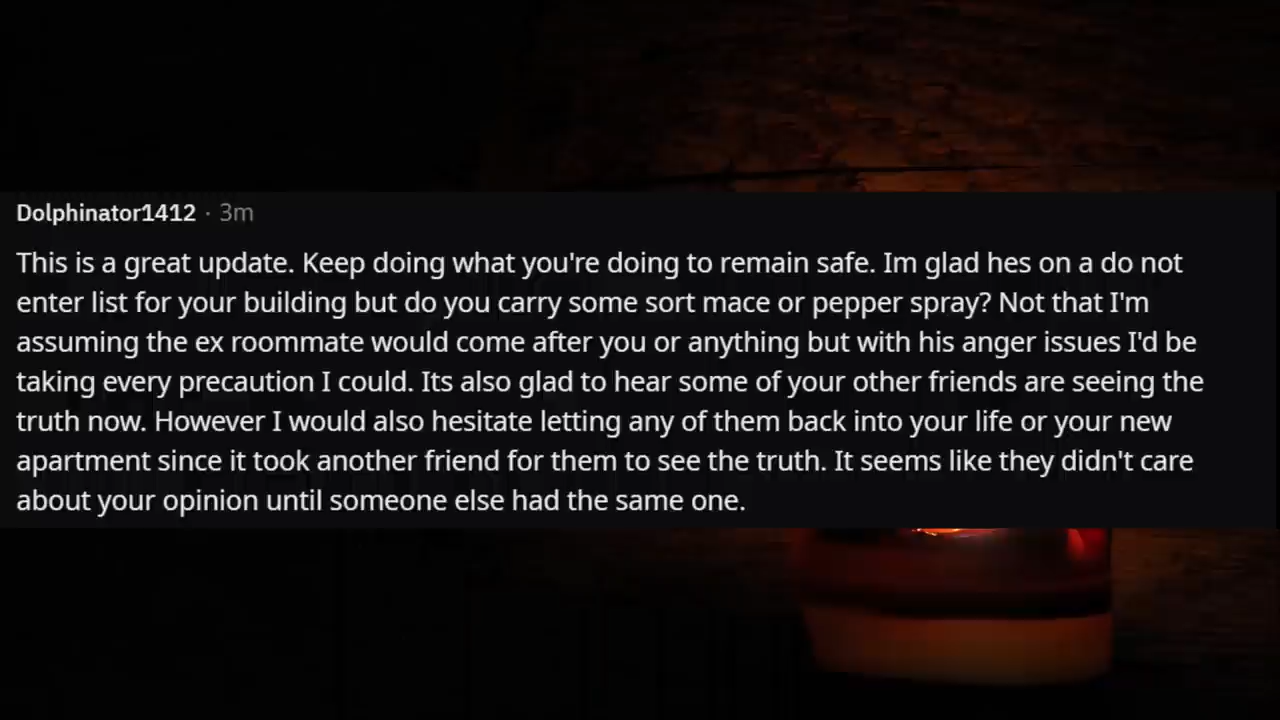 Dolphinator1412 · 3m
This is a great update. Keep doing what you're doing to remain safe. Im glad hes on a do not
enter list for your building but do you carry some sort mace or pepper spray? Not that I'm
assuming the ex roommate would come after you or anything but with his anger issues I'd be
taking every precaution I could. Its also glad to hear some of your other friends are seeing the
truth now. However I would also hesitate letting any of them back into your life or your new
apartment since it took another friend for them to see the truth. It seems like they didn't care
about your opinion until someone else had the same one.